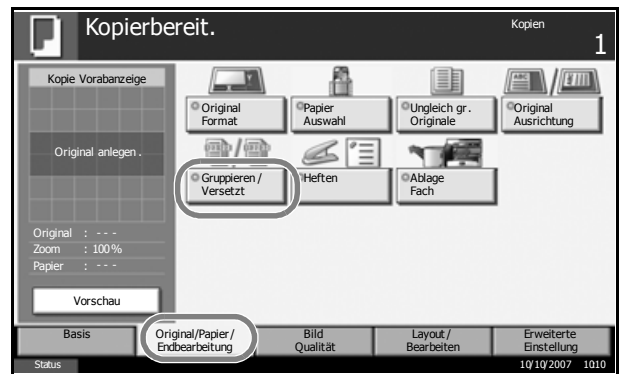 Kopierbereit.
Kopien
1
Kopie Vorabanzeige
Original anlegen.
Original : ---
Zoom : 100%
Papier : ---
Vorschau
Original
Format
Papier
Auswahl
ABC
Ungleich gr.
Originale
Original
Ausrichtung
Gruppieren /
Versetzt
Heften
Ablage
Fach
Basis
Original/Papier/
Endbearbeitung
Bild
Qualität
Layout/
Bearbeiten
Erweiterte
Einstellung
Status
10/10/2007 10:10